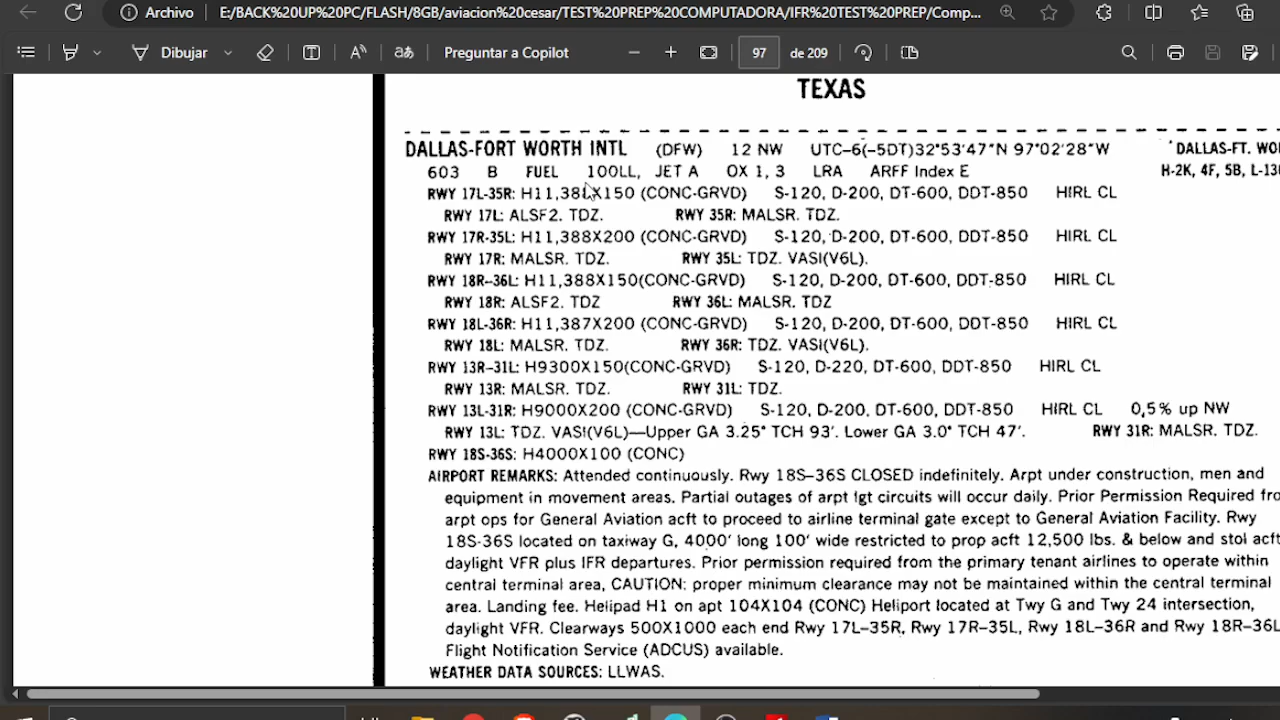 Archivo E:/BACK%20UP%20PC/FLASH/8GB/aviacion%20cesar/TEST%20PREP%20COMPUTADORA/IFR%20TEST%20PREP/Comp...
Dibujar Preguntar a Copilot 97 de 209
TEXAS
DALLAS-FORT WORTH INTL (DFW) 12 NW UTC-6(-5DT)32°53'47"N 97°02'28"W DALLAS-FT. WO
603 B FUEL 100LL, JET A OX 1, 3 LRA ARFF Index E H-2K, 4F, 5B, L-13
RWY 17L-35R: H11,388X150 (CONC-GRVD) S-120, D-200, DT-600, DDT-850 HIRL CL
RWY 17L: ALSF2. TDZ. RWY 35R: MALSR. TDZ.
RWY 17R-35L: H11,388X200 (CONC-GRVD) S-120, D-200, DT-600, DDT-850 HIRL CL
RWY 17R: MALSR. TDZ. RWY 35L: TDZ. VASI(V6L).
RWY 18R-36L: H11,388X150(CONC-GRVD) S-120, D-200, DT-600, DDT-850 HIRL CL
RWY 18R: ALSF2. TDZ RWY 36L: MALSR. TDZ
RWY 18L-36R: H11,387X200 (CONC-GRVD) S-120, D-200, DT-600, DDT-850 HIRL CL
RWY 18L: MALSR. TDZ. RWY 36R: TDZ. VASI(V6L).
RWY 13R-31L: H9300X150(CONC-GRVD) S-120, D-220, DT-600, DDT-850 HIRL CL
RWY 13R: MALSR. TDZ. RWY 31L: TDZ.
RWY 13L-31R: H9000X200 (CONC-GRVD) S-120, D-200, DT-600, DDT-850 HIRL CL 0,5% up NW
RWY 13L: TDZ. VASI(V6L)—Upper GA 3.25° TCH 93'. Lower GA 3.0° TCH 47'. RWY 31R: MALSR. TDZ.
RWY 18S-36S: H4000X100 (CONC)
AIRPORT REMARKS: Attended continuously. Rwy 18S-36S CLOSED indefinitely. Arpt under construction, men and
equipment in movement areas. Partial outages of arpt lgt circuits will occur daily. Prior Permission Required fro
arpt ops for General Aviation acft to proceed to airline terminal gate except to General Aviation Facility. Rwy
18S-36S located on taxiway G, 4000' long 100' wide restricted to prop acft 12,500 lbs. & below and stol acft
daylight VFR plus IFR departures. Prior permission required from the primary tenant airlines to operate within
central terminal area, CAUTION: proper minimum clearance may not be maintained within the central terminal
area. Landing fee. Helipad H1 on apt 104X104 (CONC) Heliport located at Twy G and Twy 24 intersection,
daylight VFR. Clearways 500X1000 each end Rwy 17L-35R, Rwy 17R-35L, Rwy 18L-36R and Rwy 18R-36L
Flight Notification Service (ADCUS) available.
WEATHER DATA SOURCES: LLWAS.